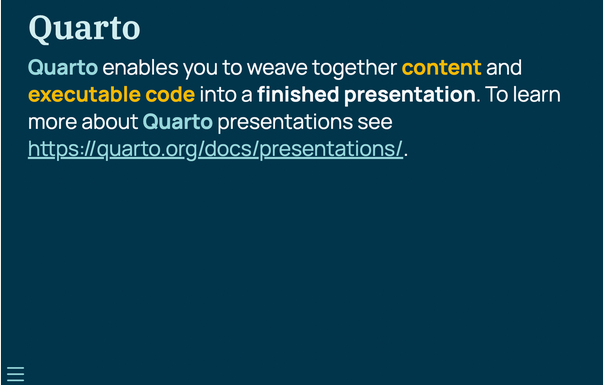 Quarto
Quarto enables you to weave together content and
executable code into a finished presentation. To learn
more about Quarto presentations see
https://quarto.org/docs/presentations/.